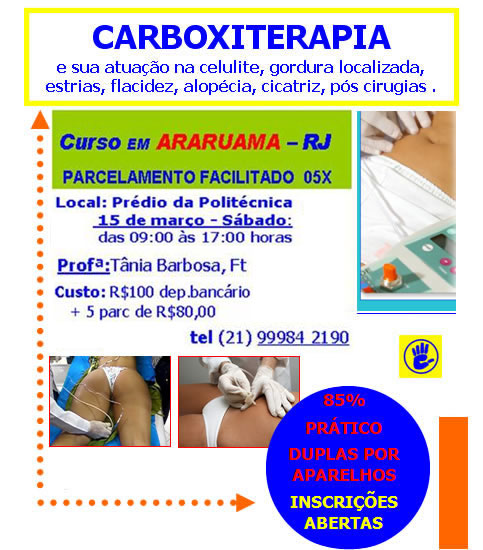 CARBOXITERAPIA
e sua atuação na celulite, gordura localizada,
estrias, flacidez, alopécia, cicatriz, pós cirugias .
Curso EM ARARUAMA – RJ
PARCELAMENTO FACILITADO 05X
Local: Prédio da Politécnica
15 de março - Sábado:
das 09:00 às 17:00 horas
Profª:Tânia Barbosa, Ft
Custo: R$100 dep.bancário
+ 5 parc de R$80,00
tel (21) 99984 2190
85%
PRÁTICO
DUPLAS POR
APARELHOS
INSCRIÇÕES
ABERTAS